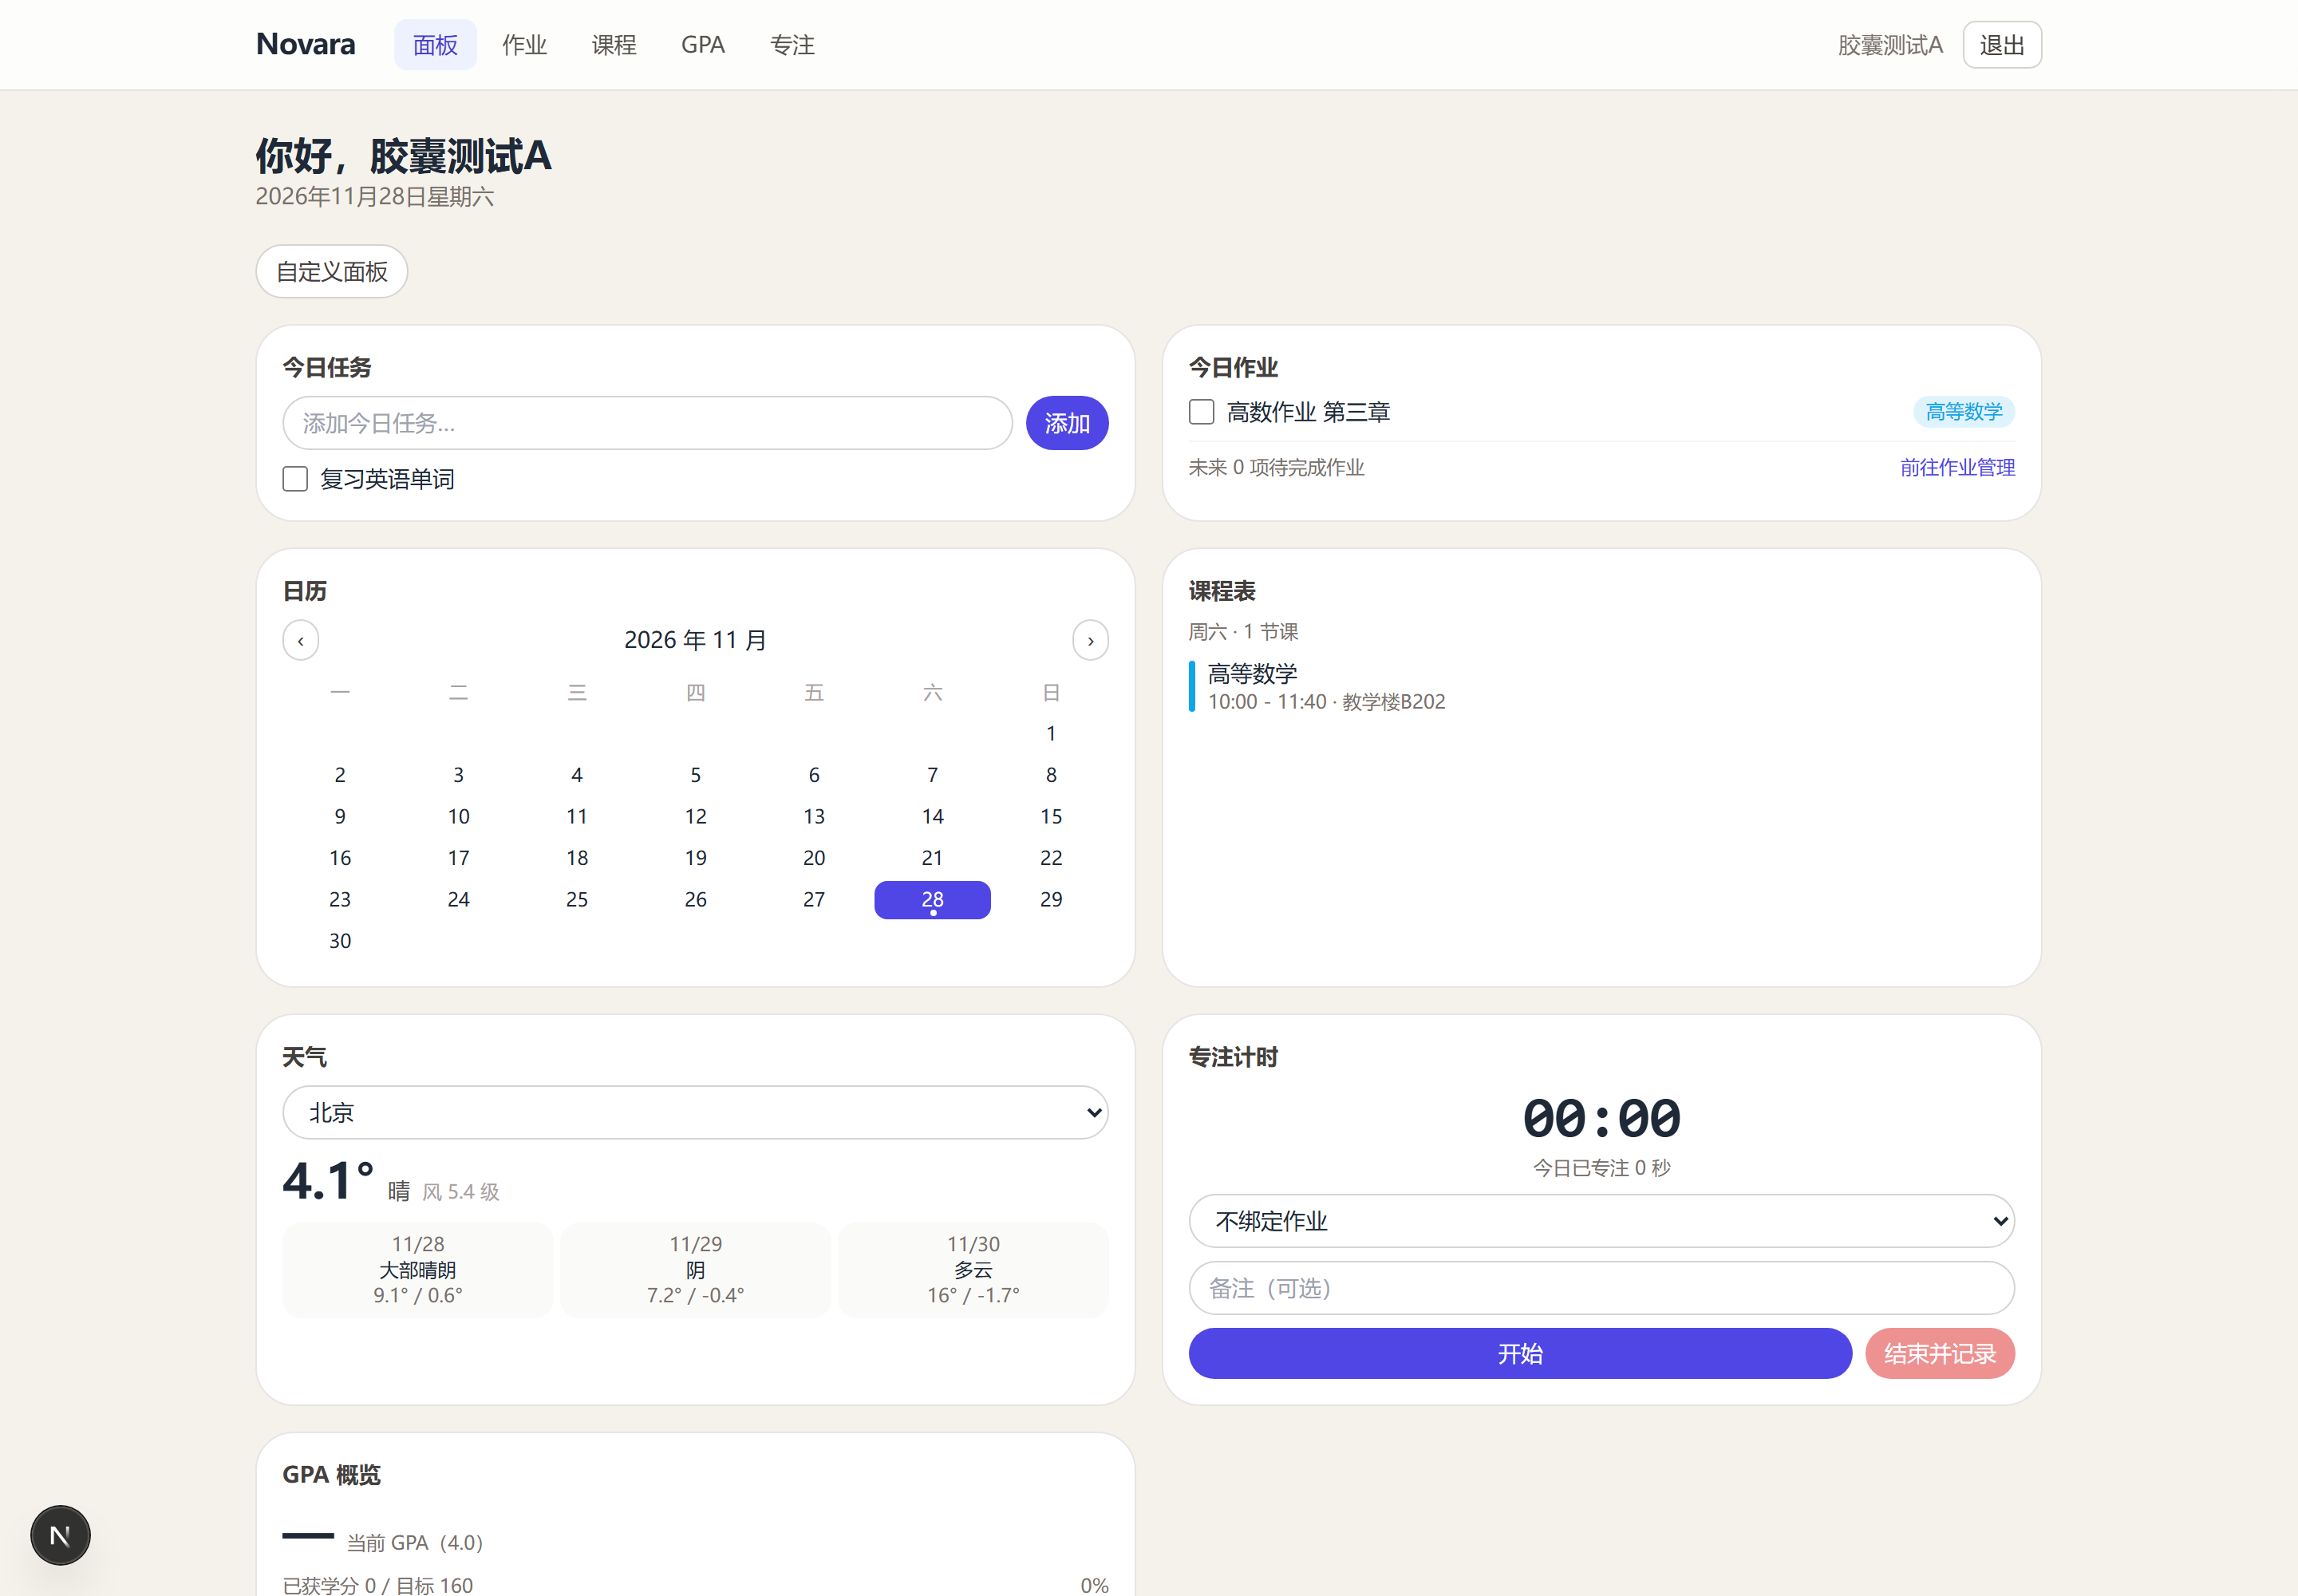 Novara 面板 作业 课程 GPA 专注 胶囊测试A 退出
你好，胶囊测试A
2026年11月28日星期六
自定义面板
今日任务
添加今日任务... 添加
复习英语单词
今日作业
高数作业 第三章 高等数学
未来 0 项待完成作业 前往作业管理
日历
‹ 2026 年 11 月 ›
一 二 三 四 五 六 日
1
2 3 4 5 6 7 8
9 10 11 12 13 14 15
16 17 18 19 20 21 22
23 24 25 26 27 28 29
30
课程表
周六 · 1 节课
高等数学
10:00 - 11:40 · 教学楼B202
天气
北京
4.1° 晴 风 5.4 级
11/28 11/29 11/30
大部晴朗 阴 多云
9.1° / 0.6° 7.2° / -0.4° 16° / -1.7°
专注计时
00:00
今日已专注 0 秒
不绑定作业
备注（可选）
开始 结束并记录
GPA 概览
— 当前 GPA（4.0）
已获学分 0 / 目标 160 0%
N